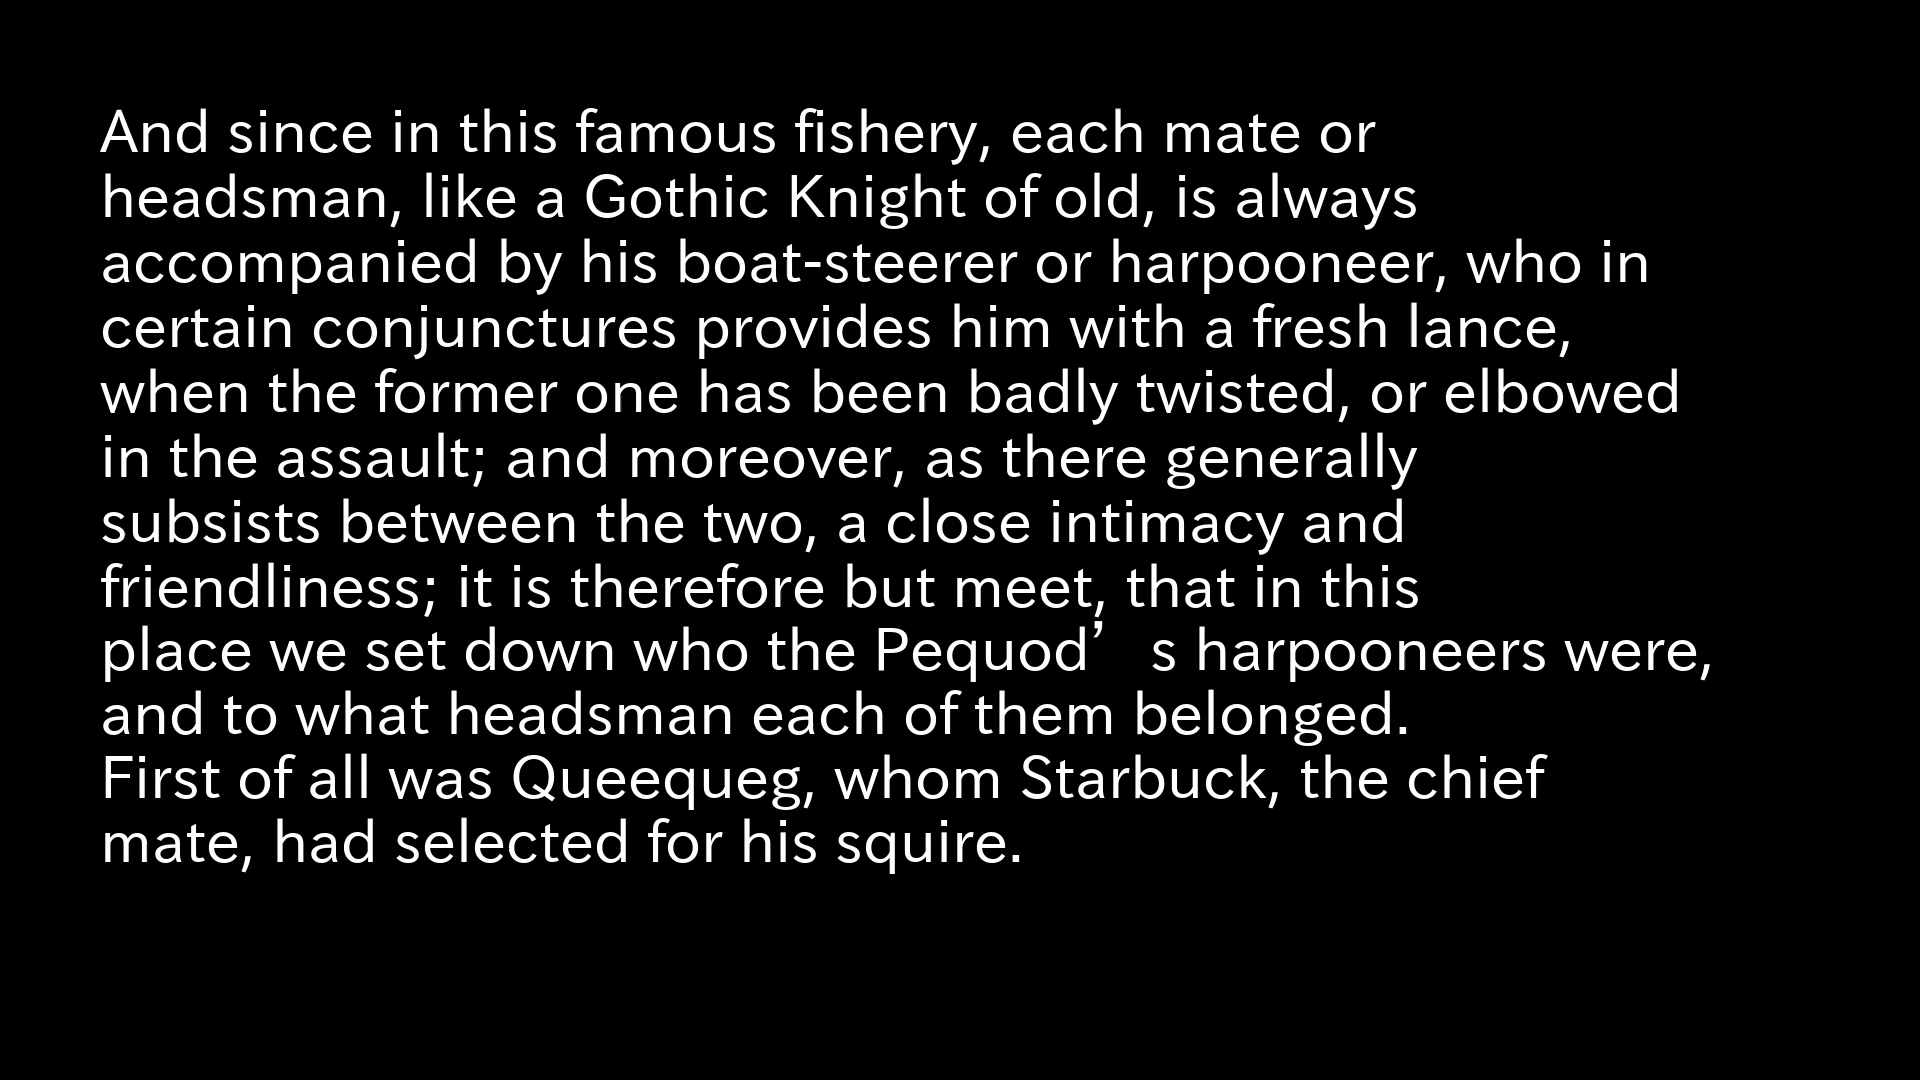 And since in this famous fishery, each mate or
headsman, like a Gothic Knight of old, is always
accompanied by his boat-steerer or harpooneer, who in
certain conjunctures provides him with a fresh lance,
when the former one has been badly twisted, or elbowed
in the assault; and moreover, as there generally
subsists between the two, a close intimacy and
friendliness; it is therefore but meet, that in this
place we set down who the Pequod’s harpooneers were,
and to what headsman each of them belonged.
First of all was Queequeg, whom Starbuck, the chief
mate, had selected for his squire.